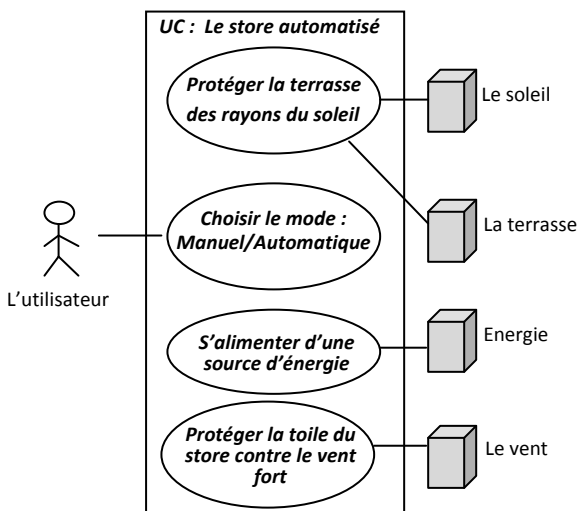 UC : Le store automatisé
Protéger la terrasse
des rayons du soleil
Le soleil
Choisir le mode :
Manuel/Automatique
La terrasse
L'utilisateur
S'alimenter d'une
source d'énergie
Energie
Protéger la toile du
store contre le vent
fort
Le vent